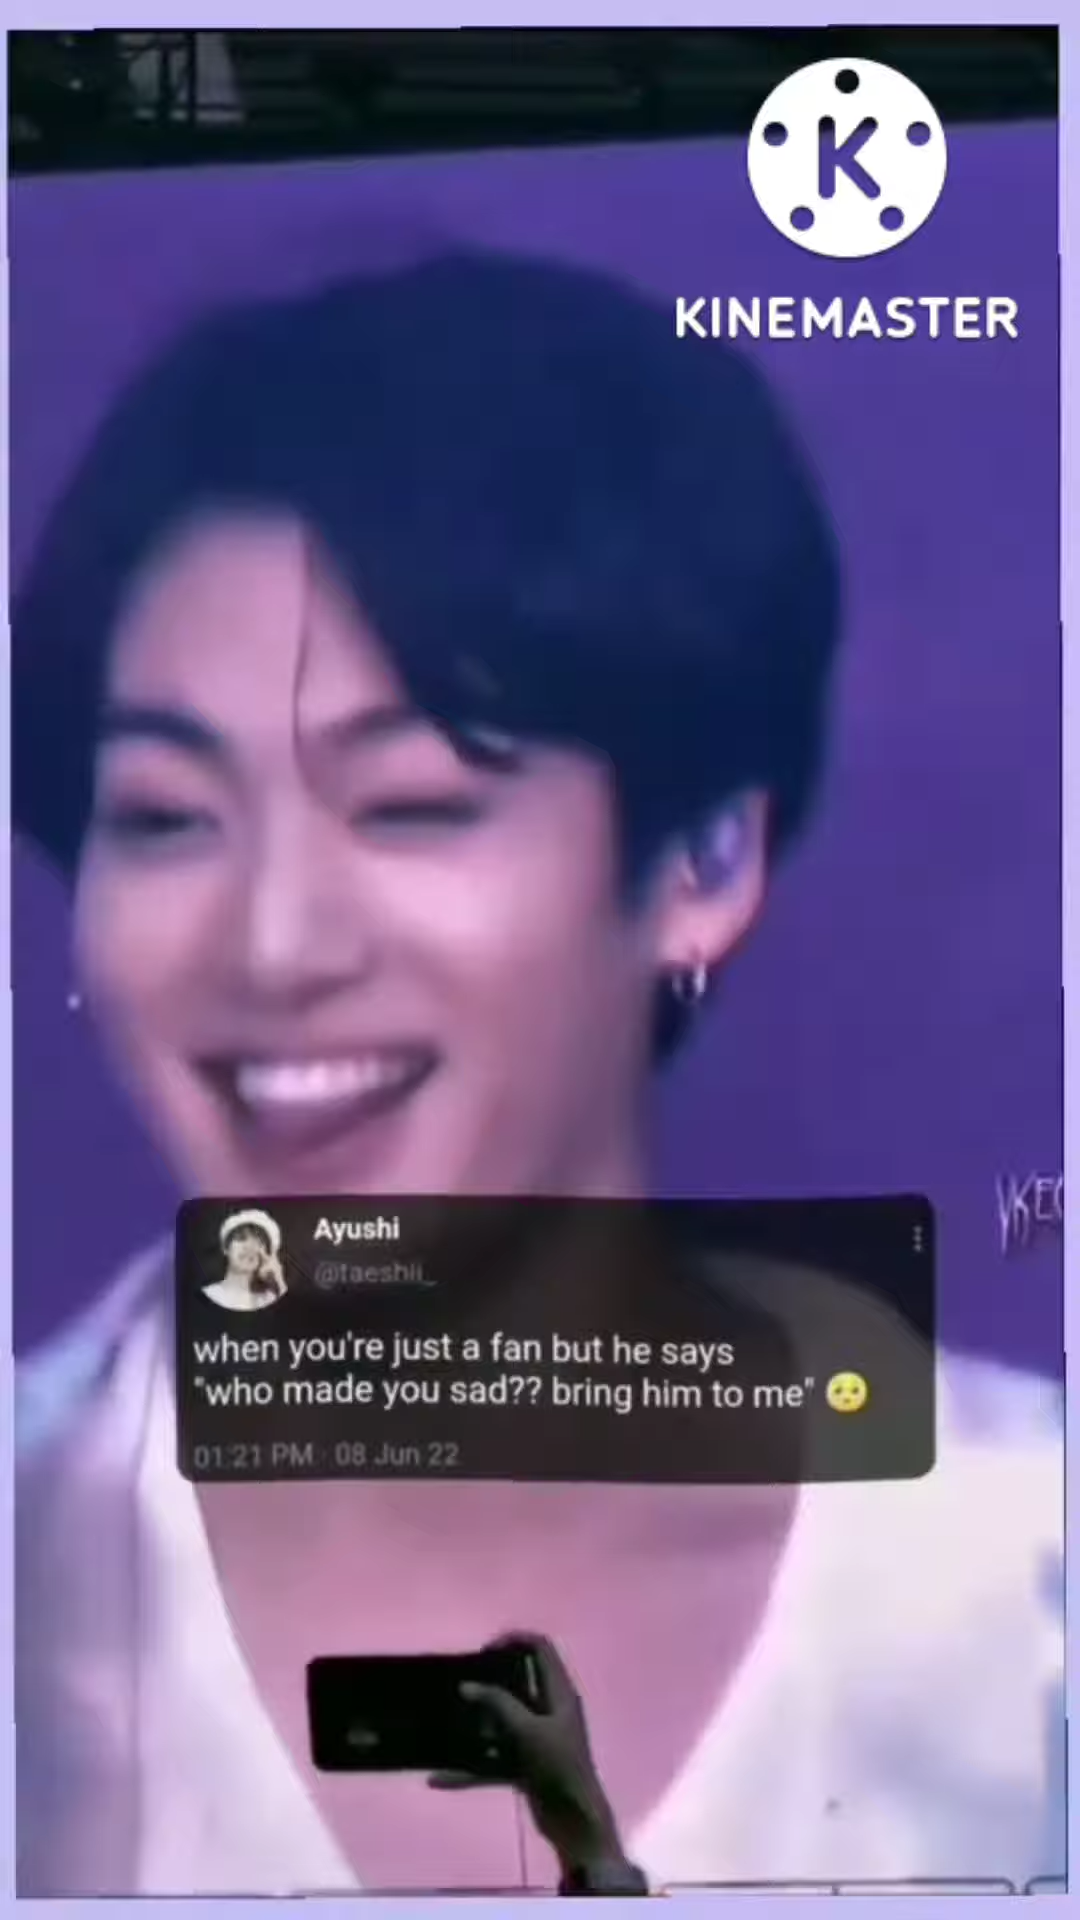 K
KINEMASTER
Ayushi
@taeshii_
when you're just a fan but he says
"who made you sad?? bring him to me" 🥺
01:21 PM · 08 Jun 22